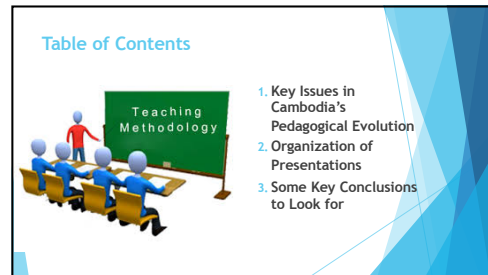 Table of Contents
Teaching
Methodology
1. Key Issues in
Cambodia's
Pedagogical Evolution
2. Organization of
Presentations
3. Some Key Conclusions
to Look for